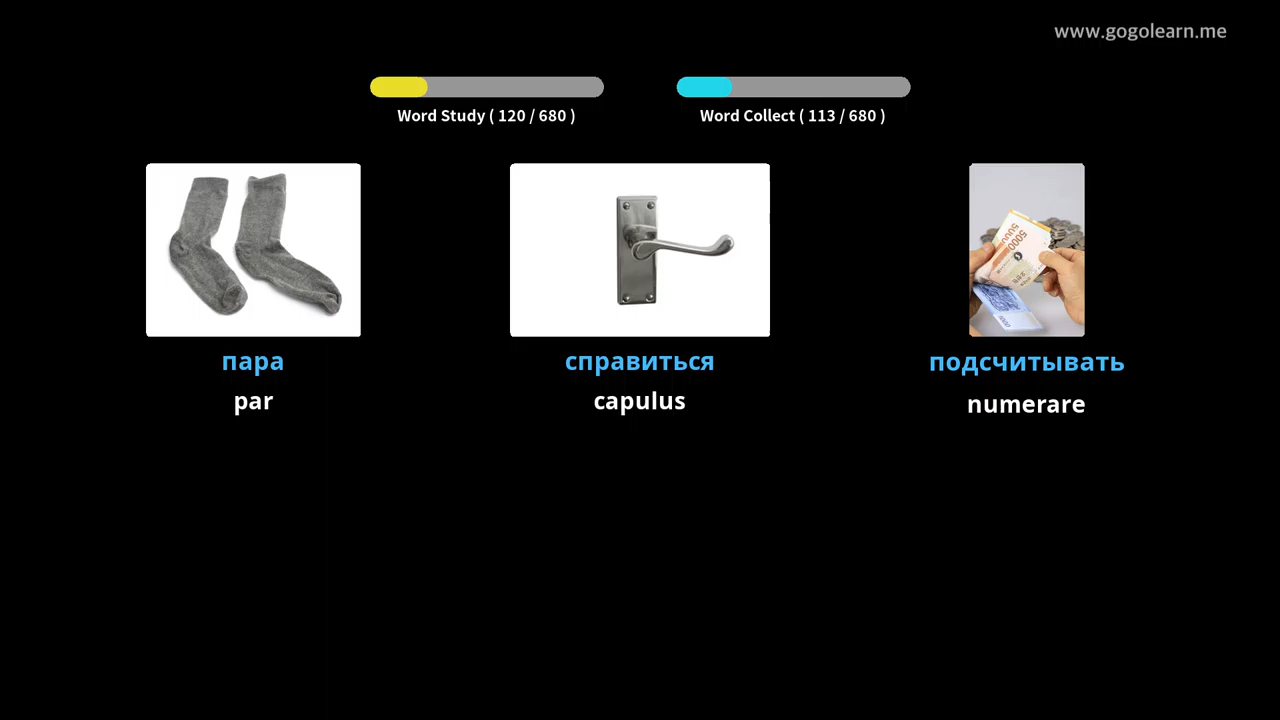 www.gogolearn.me
Word Study ( 120 / 680 )
Word Collect ( 113 / 680 )
пара
par
справиться
capulus
подсчитывать
numerare